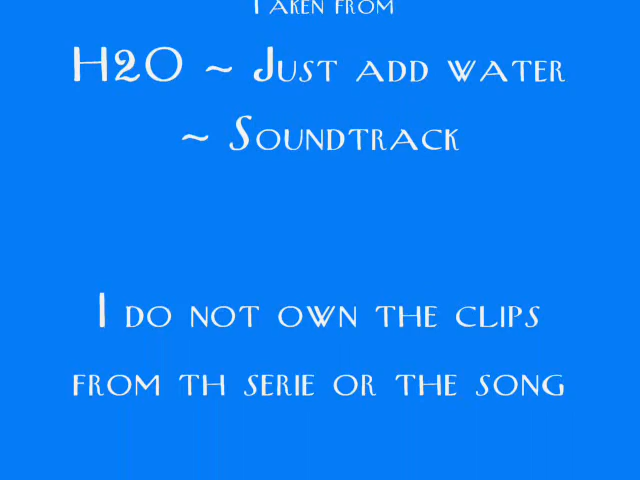 Taken from
H2O ~ Just add water
~ Soundtrack
I do not own the clips
from th serie or the song